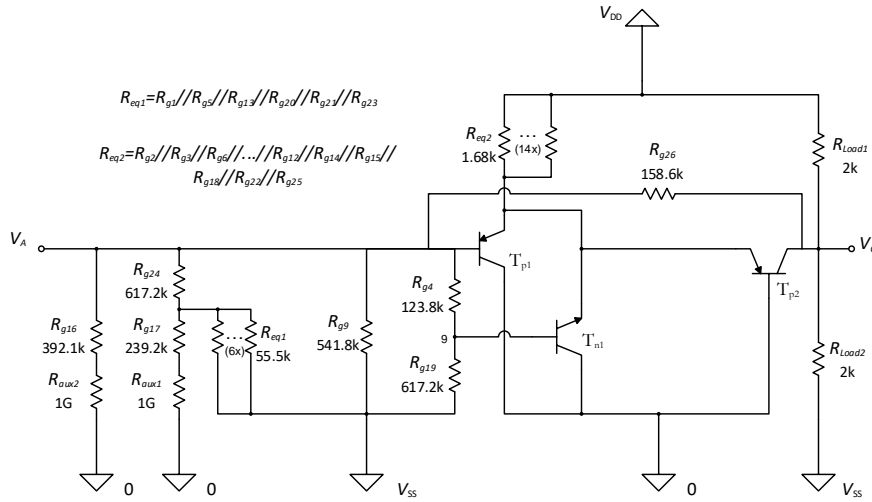 V_DD
R_eq1=R_g1//R_g5//R_g13//R_g20//R_g21//R_g23
R_eq2=R_g2//R_g3//R_g6//...//R_g12//R_g14//R_g15//
R_g18//R_g22//R_g25
R_eq2
1.68k
...
(14x)
R_g26
158.6k
R_Load1
2k
V_A
T_p1
T_p2
R_g24
617.2k
R_g4
123.8k
R_g16
392.1k
R_g17
239.2k
...
(6x)
R_eq1
55.5k
R_g9
541.8k
9
T_n1
R_g19
617.2k
R_Load2
2k
R_aux2
1G
R_aux1
1G
0
0
V_SS
0
V_SS